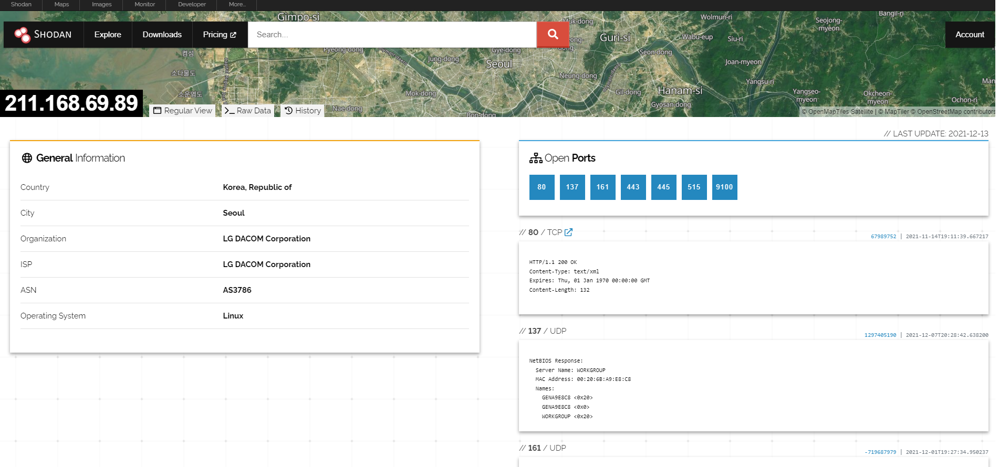 Shodan
Maps
Images
Monitor
Developer
More...
SHODAN
Explore
Downloads
Pricing
Search...
Account
Gimpo-si
Muk-dong
Guri-si
Wolmun-ri
Wabu-eup
Siu-ri
Seojong-
myeon
Bangil-ri
켬섬
Pyeong-dong
Olympic-daero
Jung-dong
Gye-dong
Seoul
Seon-dong
Joan-myeon
소다물도
Neung-dong
Olympic-daero
Yangsu-ri
소운염도
Mok-dong
Gil-dong
Hanam-si
Yangseo-
myeon
Okcheon-
myeon
Ochon-ri
Nae-dong
Bon-dong
Gyosan-dong
211.168.69.89
Regular View
Raw Data
History
© OpenMapTiles Satellite | © MapTiler © OpenStreetMap contributors
// LAST UPDATE: 2021-12-13
General Information
Country Korea, Republic of
City Seoul
Organization LG DACOM Corporation
ISP LG DACOM Corporation
ASN AS3786
Operating System Linux
Open Ports
80 137 161 443 445 515 9100
// 80 / TCP
67989752 | 2021-11-14T19:11:39.667217
HTTP/1.1 200 OK
Content-Type: text/xml
Expires: Thu, 01 Jan 1970 00:00:00 GMT
Content-Length: 132
// 137 / UDP
1297405190 | 2021-12-07T20:28:42.638200
NetBIOS Response:
Server Name: WORKGROUP
MAC Address: 00:20:6B:A9:E8:C8
Names:
GENA9E8C8 <0x20>
GENA9E8C8 <0x0>
WORKGROUP <0x20>
// 161 / UDP
-719687979 | 2021-12-01T19:27:34.950237